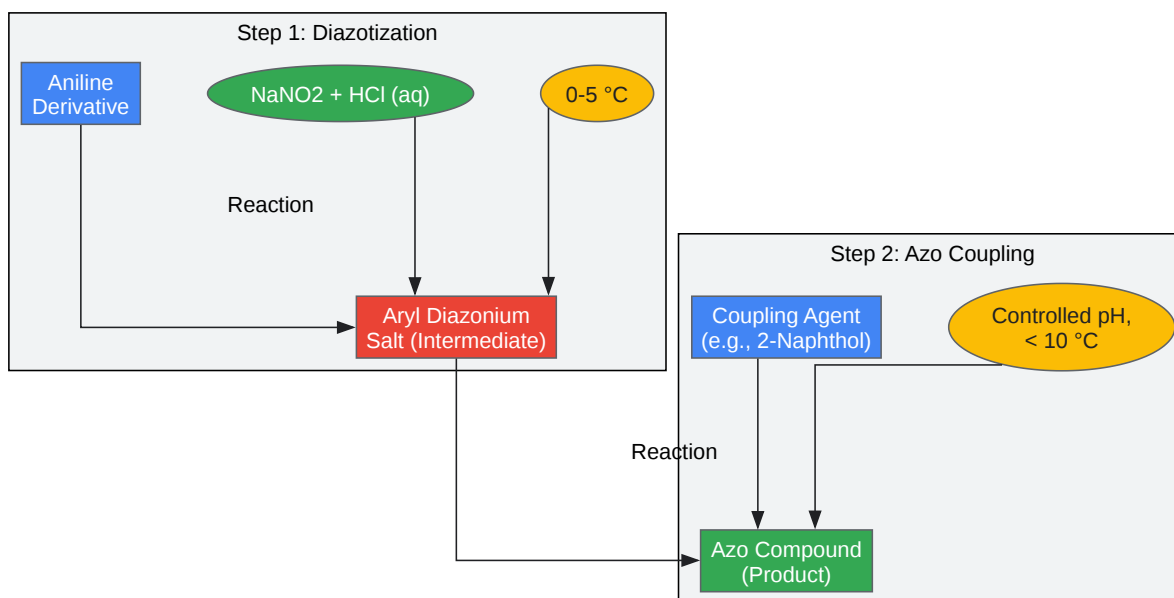 Step 1: Diazotization
Aniline
Derivative
NaNO2 + HCl (aq)
0-5 °C
Reaction
Aryl Diazonium
Salt (Intermediate)
Step 2: Azo Coupling
Coupling Agent
(e.g., 2-Naphthol)
Controlled pH,
< 10 °C
Reaction
Azo Compound
(Product)